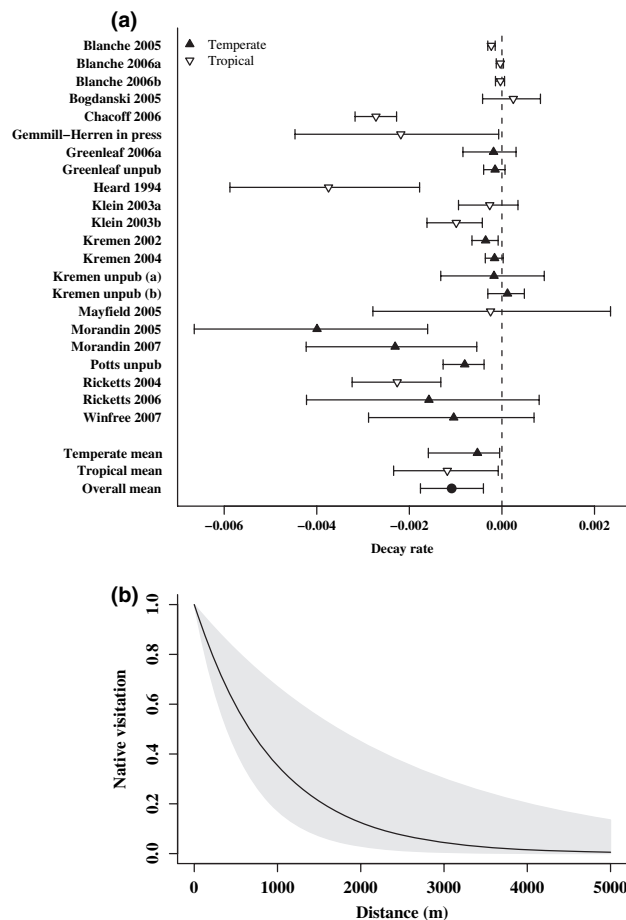 (a)
Temperate
Tropical
Blanche 2005
Blanche 2006a
Blanche 2006b
Bogdanski 2005
Chacoff 2006
Gemmill−Herren in press
Greenleaf 2006a
Greenleaf unpub
Heard 1994
Klein 2003a
Klein 2003b
Kremen 2002
Kremen 2004
Kremen unpub (a)
Kremen unpub (b)
Mayfield 2005
Morandin 2005
Morandin 2007
Potts unpub
Ricketts 2004
Ricketts 2006
Winfree 2007
Temperate mean
Tropical mean
Overall mean
−0.006 −0.004 −0.002 0.000 0.002
Decay rate
(b)
Native visitation
1.0
0.8
0.6
0.4
0.2
0.0
0 1000 2000 3000 4000 5000
Distance (m)